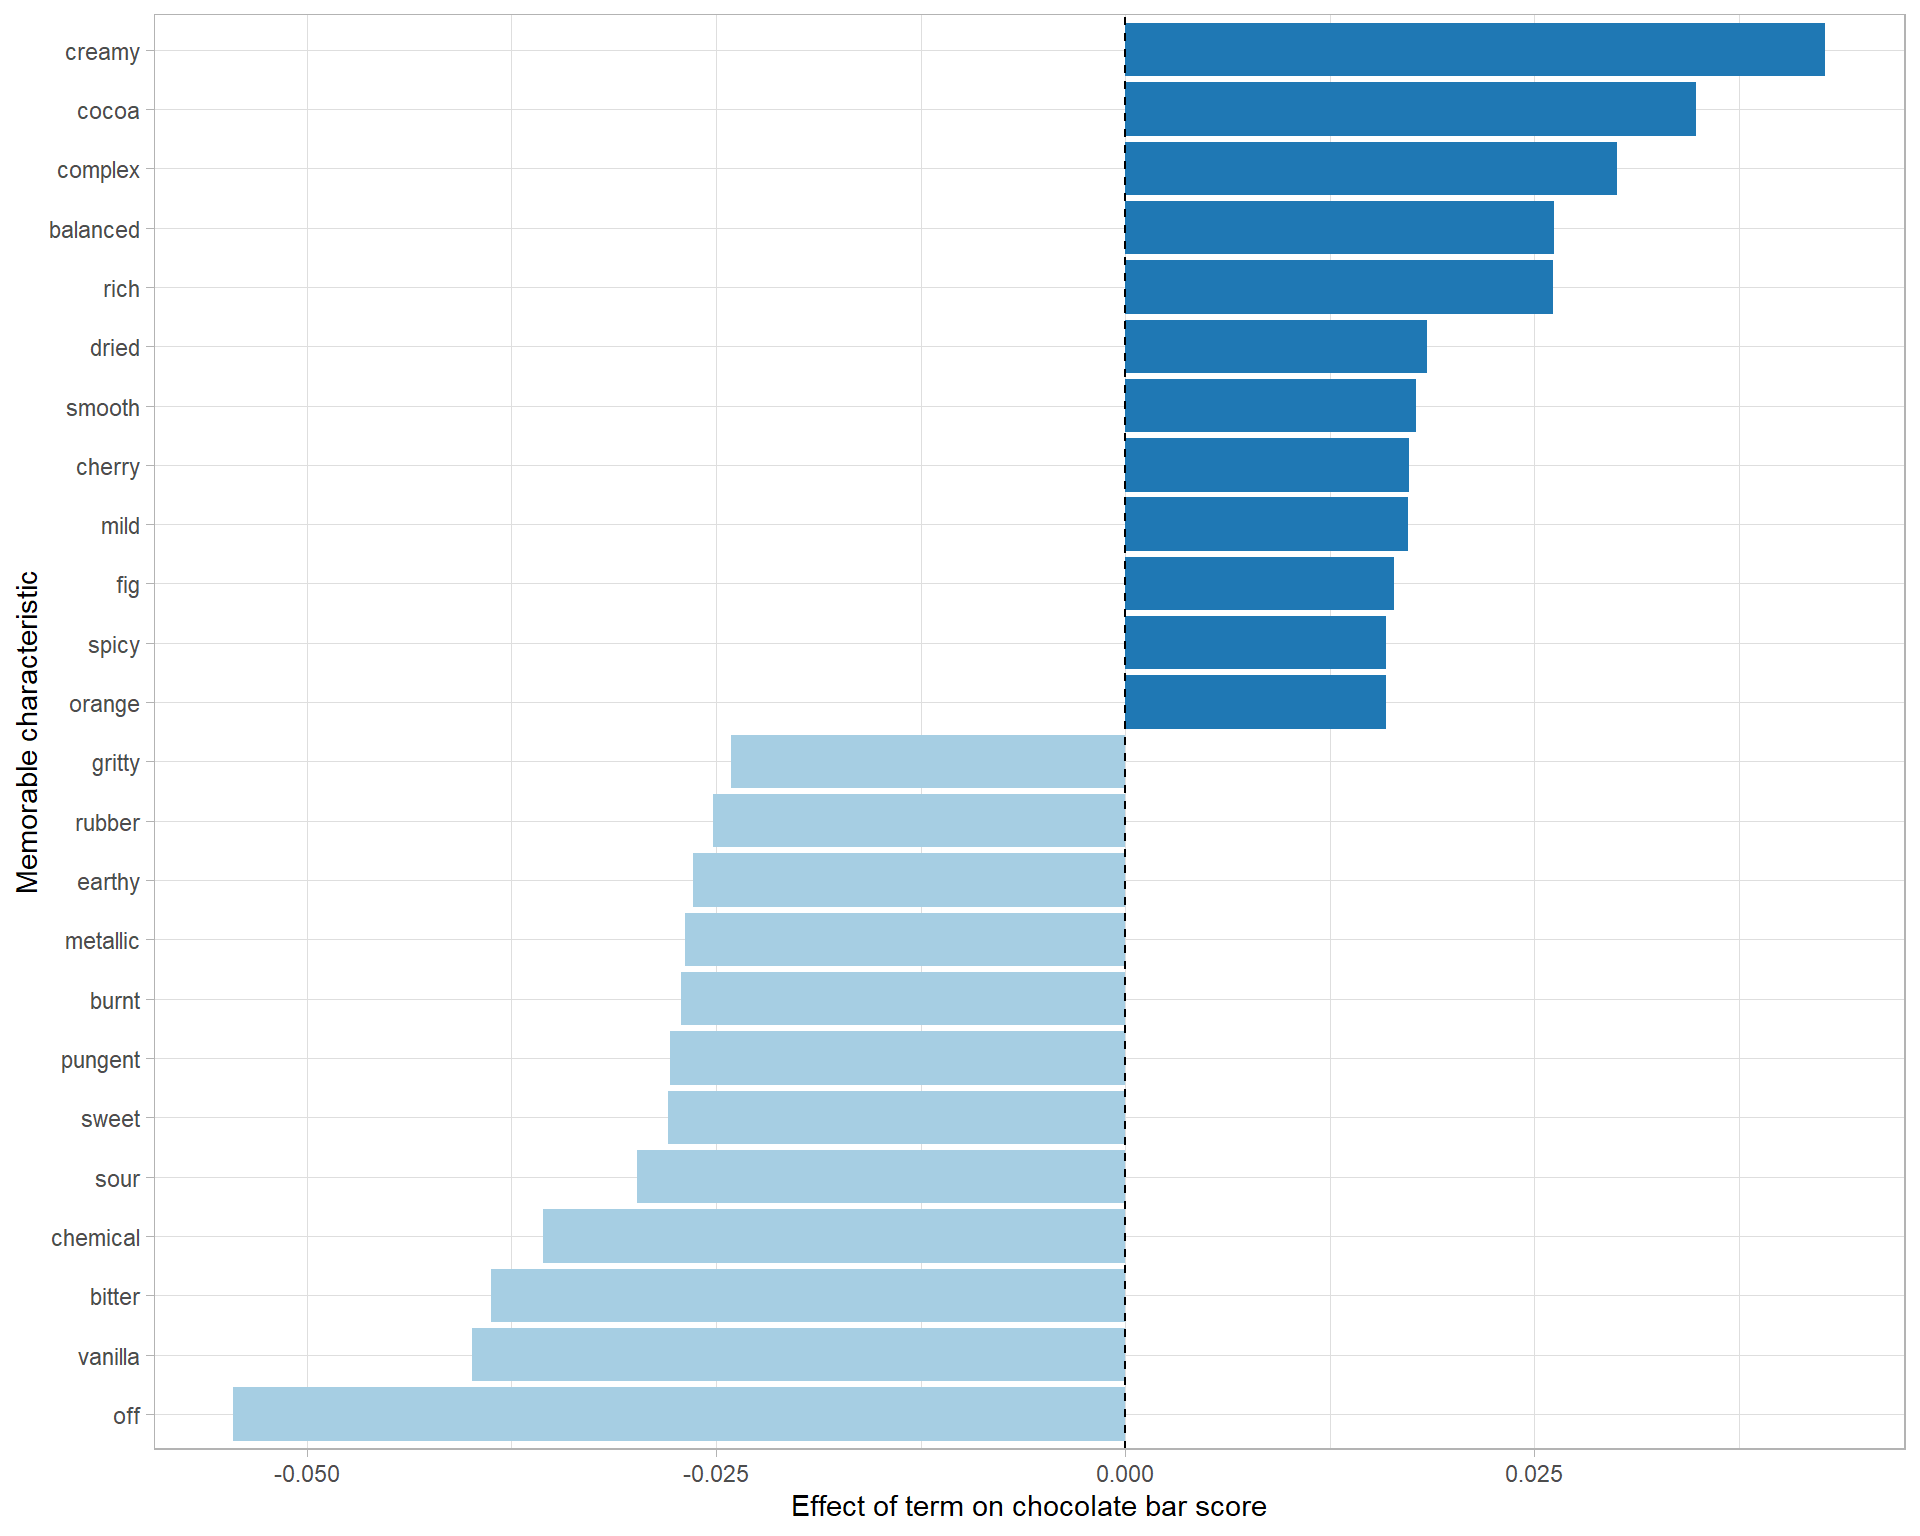 creamy
cocoa
complex
balanced
rich
dried
smooth
cherry
mild
fig
spicy
orange
gritty
rubber
earthy
metallic
burnt
pungent
sweet
sour
chemical
bitter
vanilla
off
Memorable characteristic
-0.050 -0.025 0.000 0.025
Effect of term on chocolate bar score